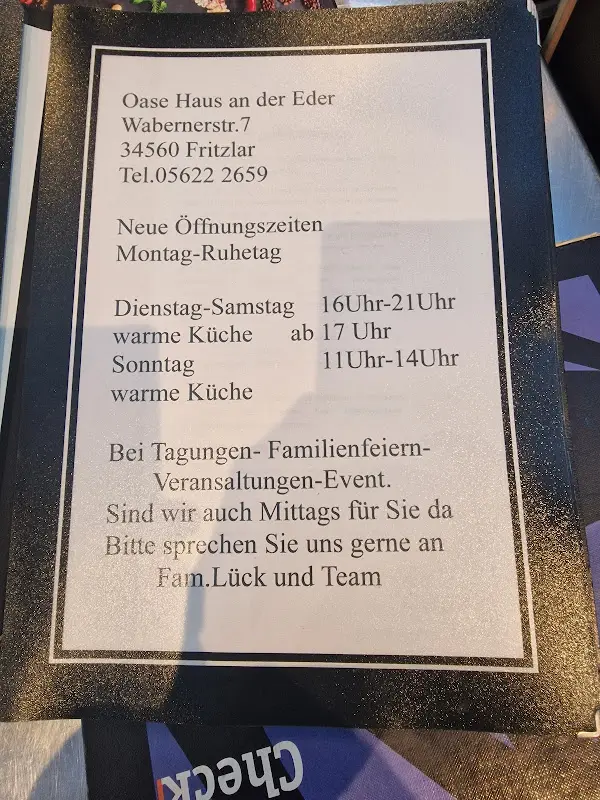 Oase Haus an der Eder
Wabernerstr.7
34560 Fritzlar
Tel.05622 2659
Neue Öffnungszeiten
Montag-Ruhetag
Dienstag-Samstag 16Uhr-21Uhr
warme Küche ab 17 Uhr
Sonntag 11Uhr-14Uhr
warme Küche
Bei Tagungen- Familienfeiern-
Veransaltungen-Event.
Sind wir auch Mittags für Sie da
Bitte sprechen Sie uns gerne an
Fam.Lück und Team
Check